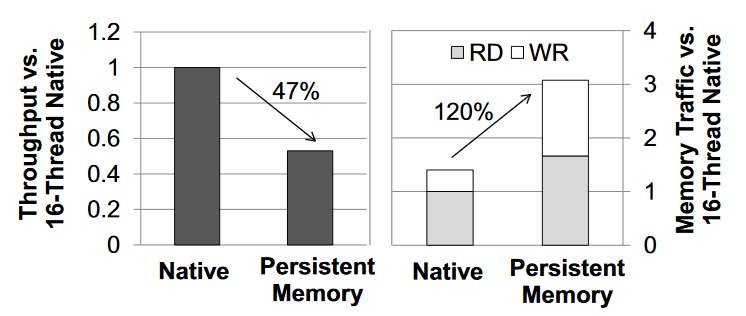 Throughput vs.
16-Thread Native
1.2
1
0.8
0.6
0.4
0.2
0
47%
Native
Persistent
Memory
RD
WR
120%
4
3
2
1
0
Memory Traffic vs.
16-Thread Native
Native
Persistent
Memory